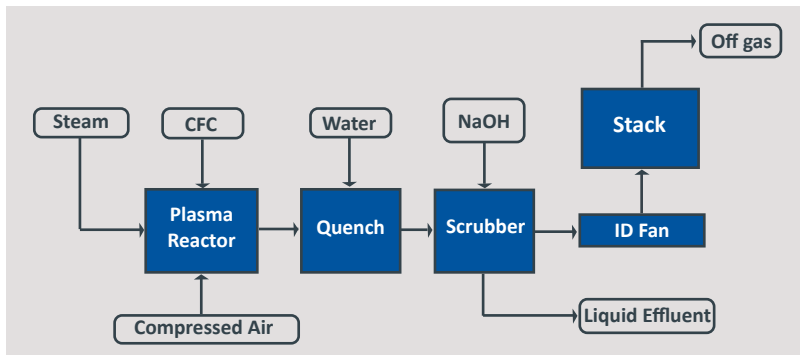 Off gas
Stack
Steam
CFC
Water
NaOH
Plasma
Reactor
Quench
Scrubber
ID Fan
Compressed Air
Liquid Effluent